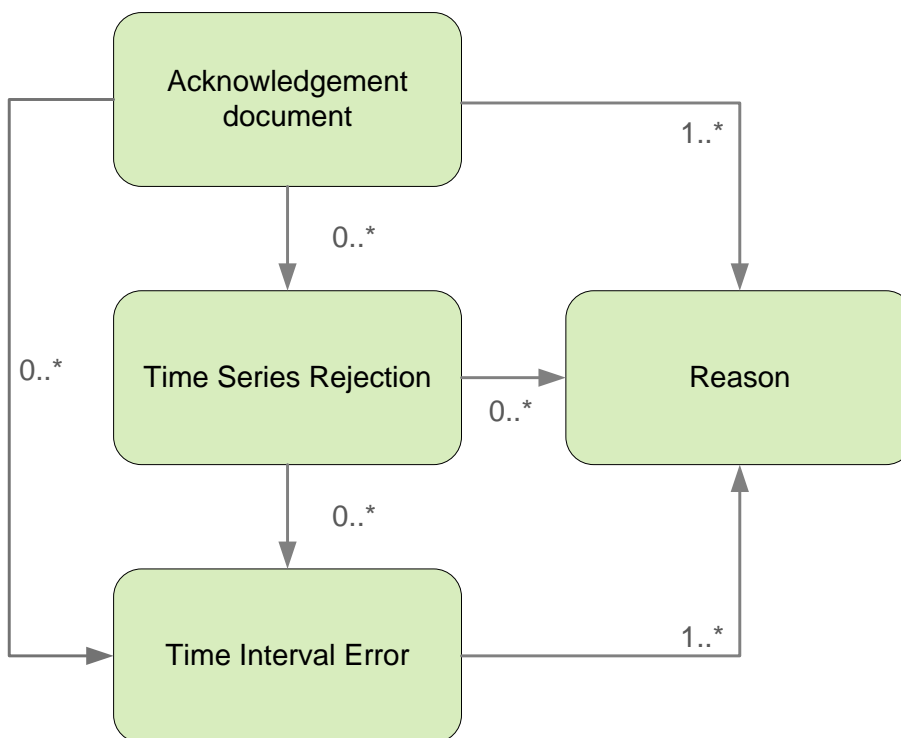 Acknowledgement
document
1..*
0..*
0..*
Time Series Rejection
0..*
Reason
0..*
Time Interval Error
1..*